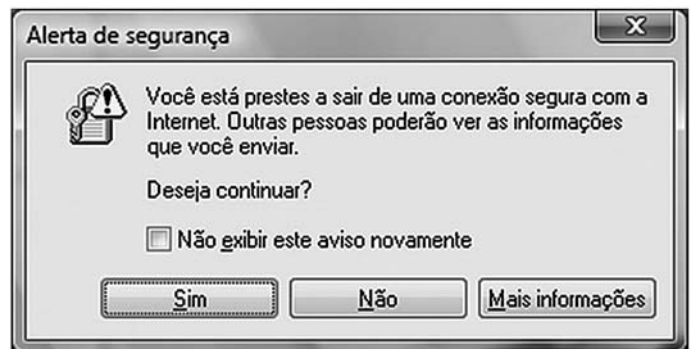 Alerta de segurança
Você está prestes a sair de uma conexão segura com a
Internet. Outras pessoas poderão ver as informações
que você enviar.
Deseja continuar?
Não exibir este aviso novamente
Sim Não Mais informações